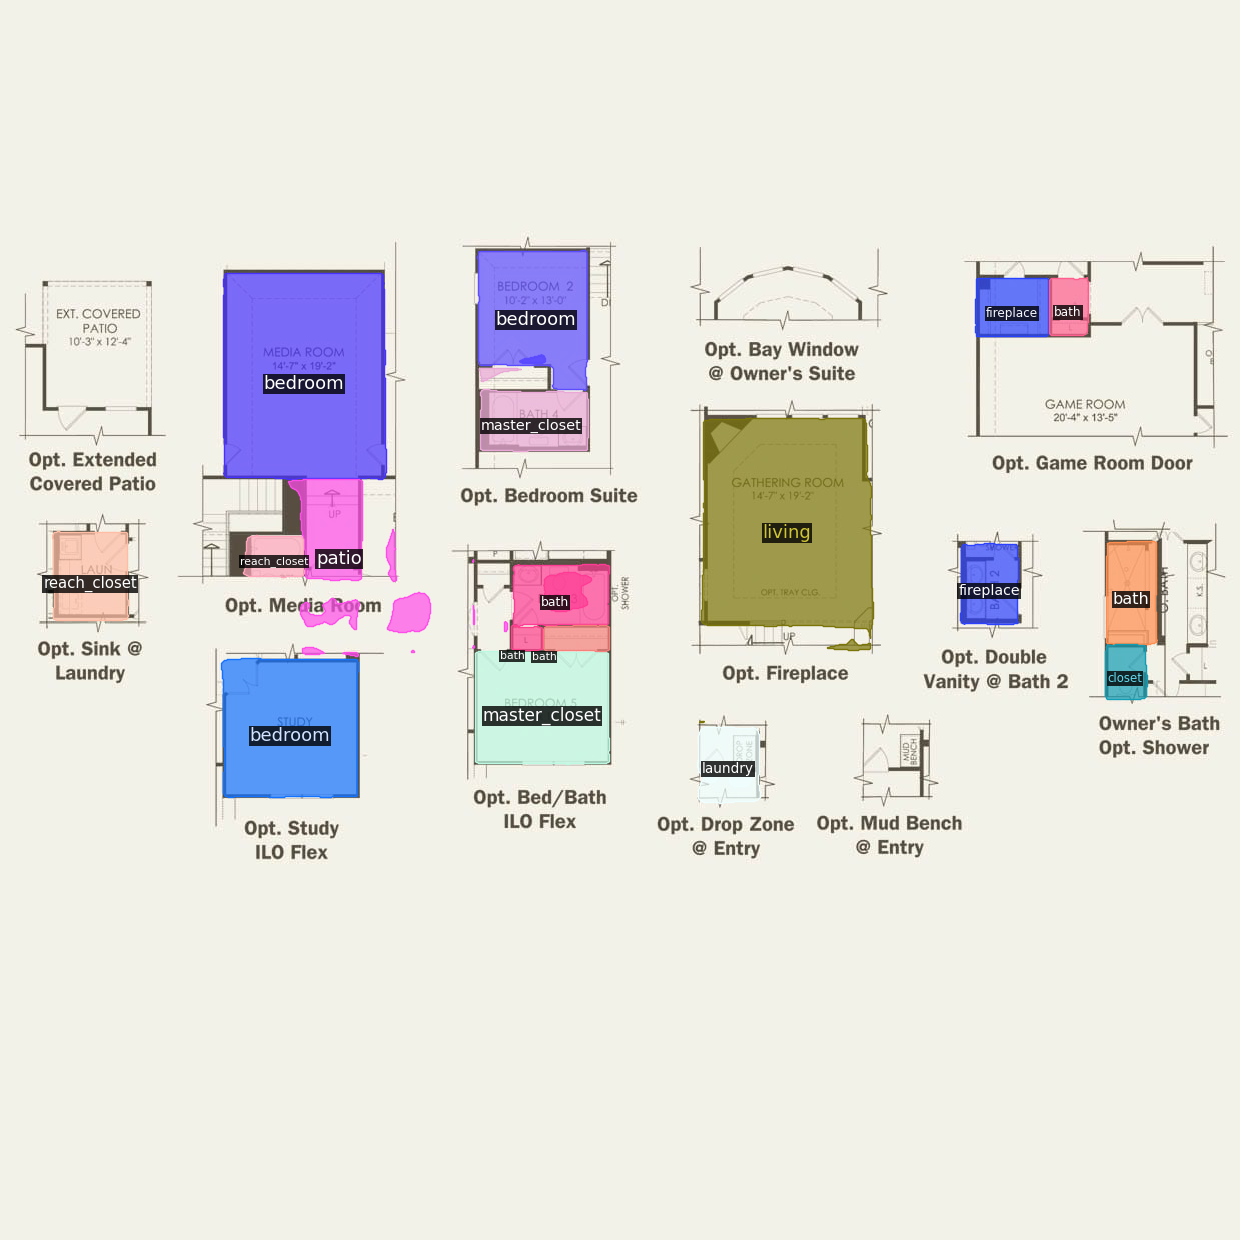 EXT. COVERED
PATIO
10'-3" x 12'-4"
Opt. Extended
Covered Patio
MEDIA ROOM
14'-7" x 19'-2"
bedroom
UP
reach_closet
patio
Opt. Media Room
BEDROOM 2
10'-2" x 13'-0"
bedroom
D
BATH 4
master_closet
Opt. Bedroom Suite
Opt. Bay Window
@ Owner's Suite
fireplace
bath
GAME ROOM
20'-4" x 13'-5"
Opt. Game Room Door
LAUN
reach_closet
Opt. Sink @
Laundry
STUDY
bedroom
Opt. Study
ILO Flex
P
OPT.
SHOWER
bath
L
bath
bath
BEDROOM 5
master_closet
Opt. Bed/Bath
ILO Flex
GATHERING ROOM
14'-7" x 19'-2"
living
OPT. TRAY CLG.
UP
Opt. Fireplace
SHOWER
BATH 2
fireplace
Opt. Double
Vanity @ Bath 2
O. BATH
K.S.
bath
L
closet
Owner's Bath
Opt. Shower
DROP
ZONE
laundry
Opt. Drop Zone
@ Entry
MUD
BENCH
Opt. Mud Bench
@ Entry